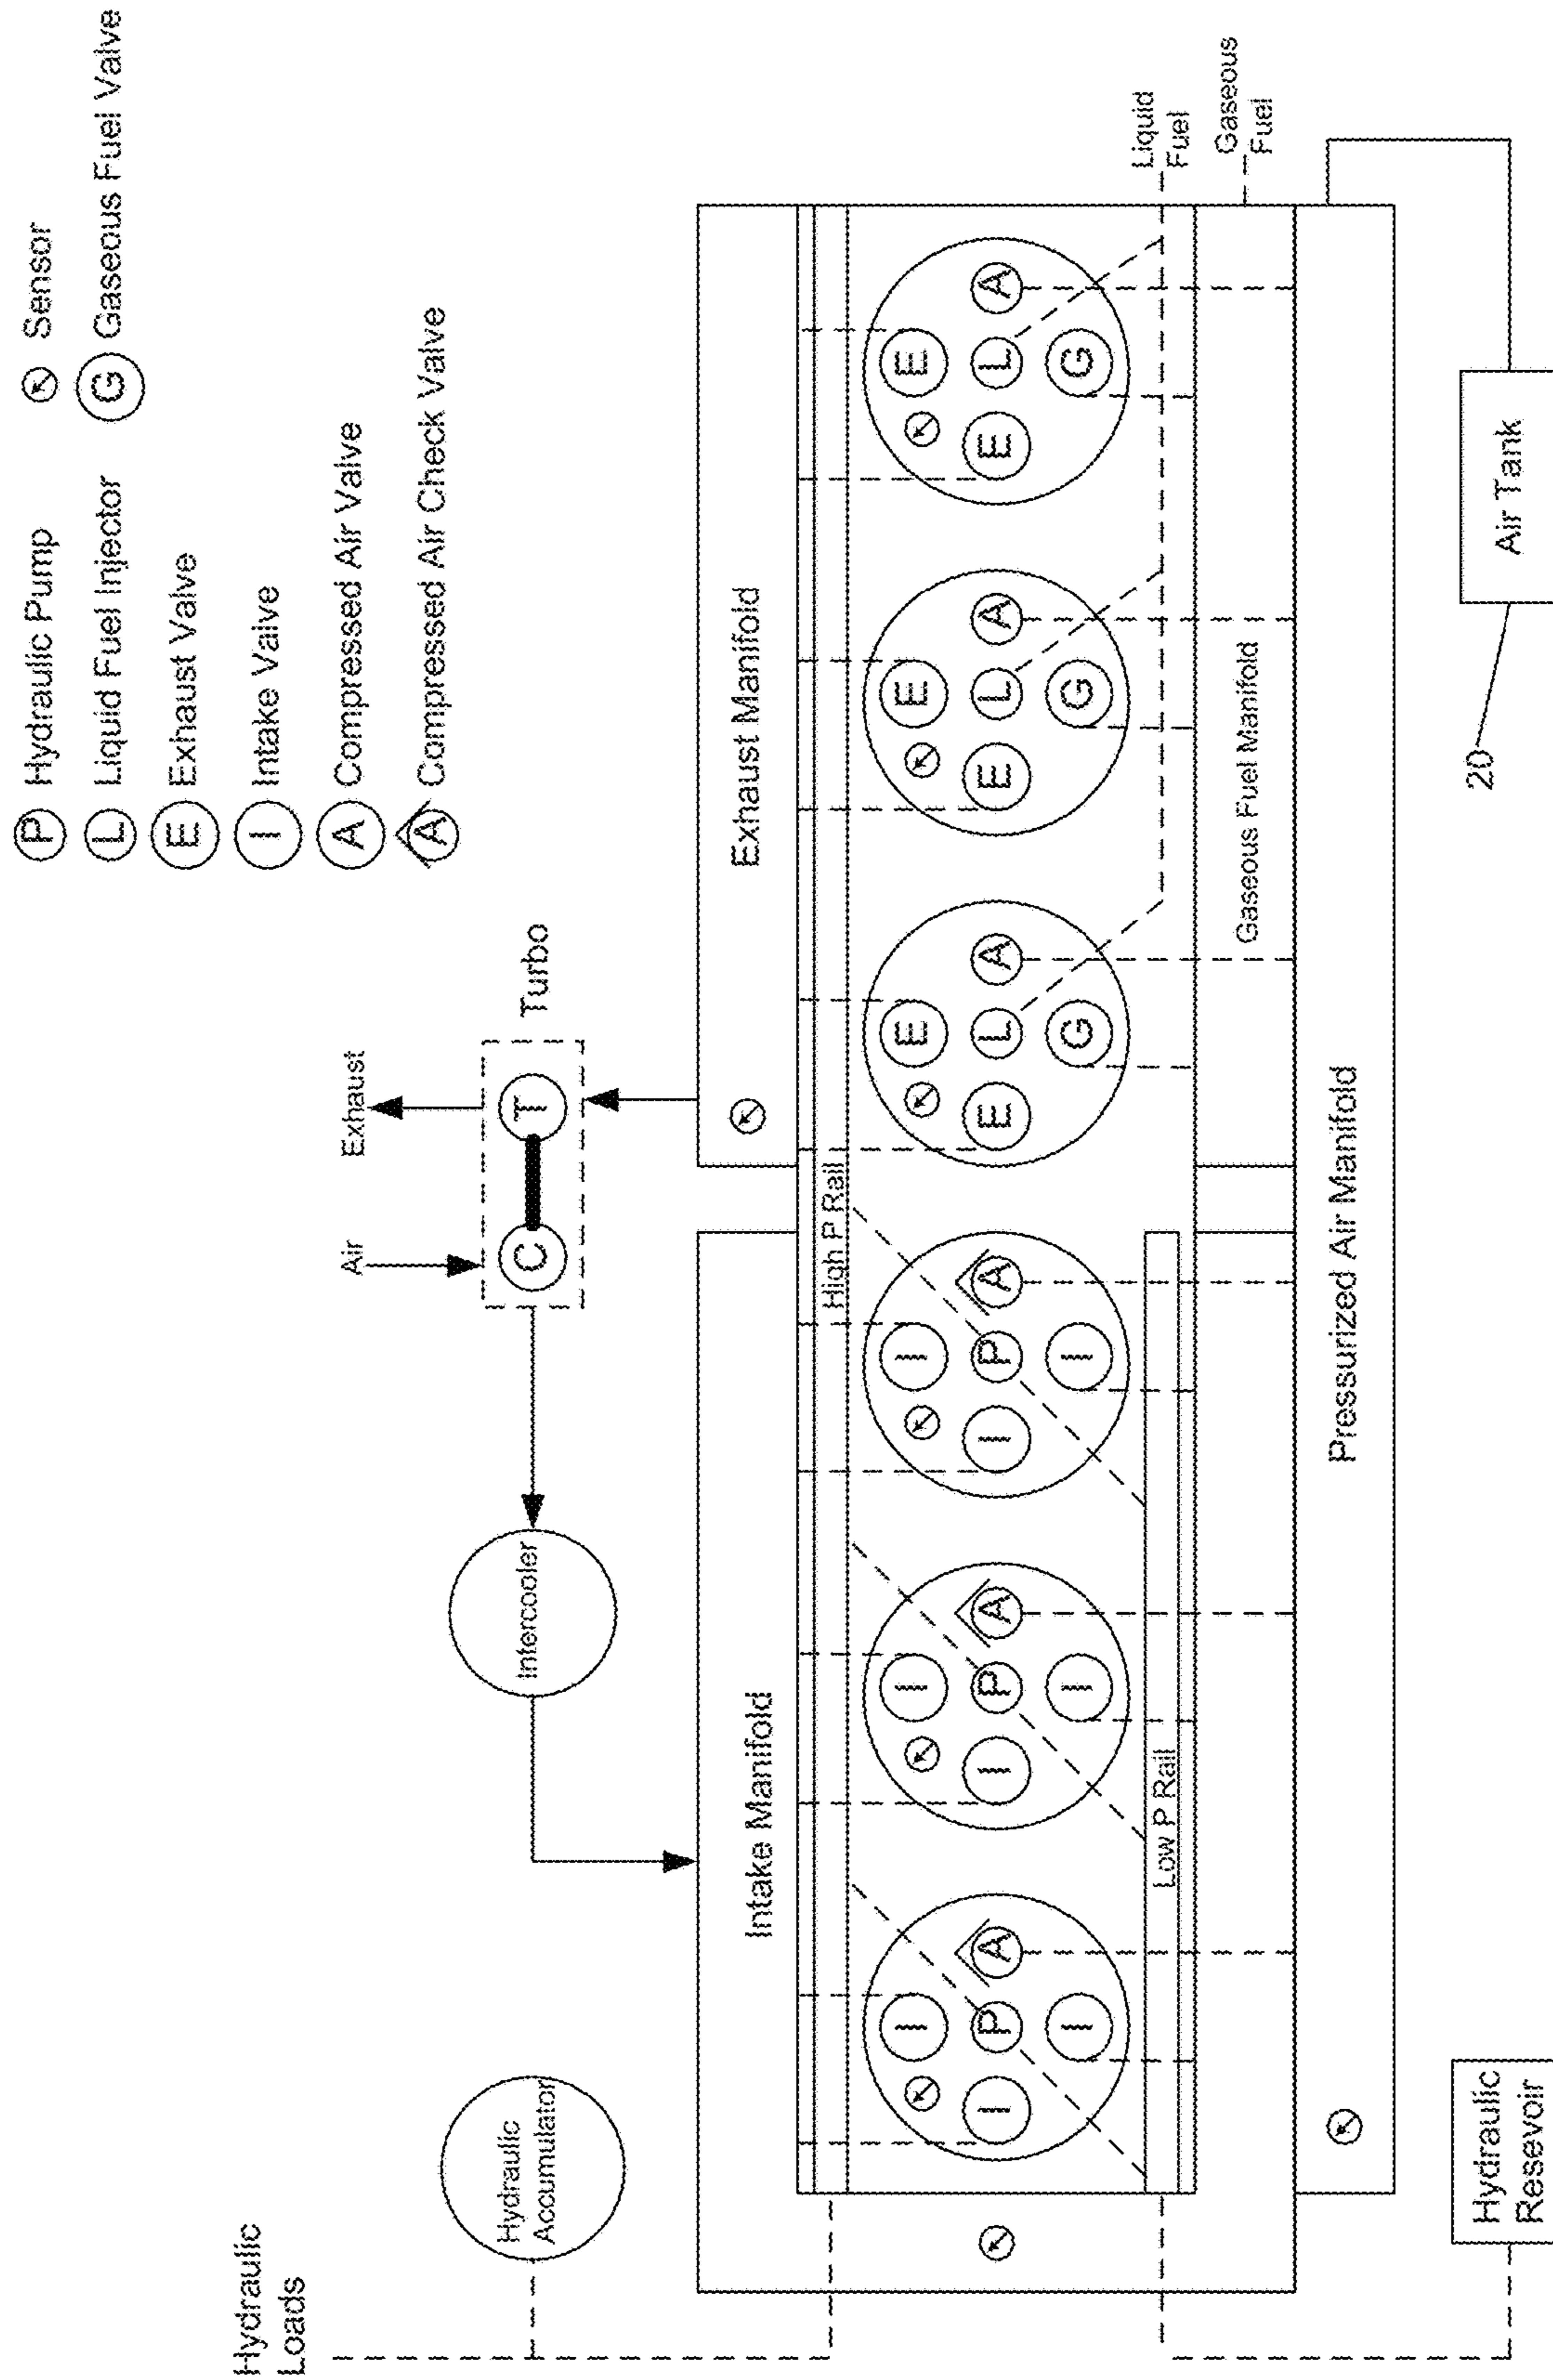 P Hydraulic Pump
Sensor
L Liquid Fuel Injector
G Gaseous Fuel Valve
E Exhaust Valve
I Intake Valve
A Compressed Air Valve
A Compressed Air Check Valve
Hydraulic
Loads
Hydraulic
Accumulator
Intercooler
Air
Exhaust
C T
Turbo
Intake Manifold
Exhaust Manifold
High P Rail
I I I E E E
I P A I P A I P A E L A E L A E L A
I I I G G G
Low P Rail
Liquid
Fuel
Gaseous Fuel Manifold
Gaseous
Fuel
Pressurized Air Manifold
Hydraulic
Resevoir
20
Air Tank